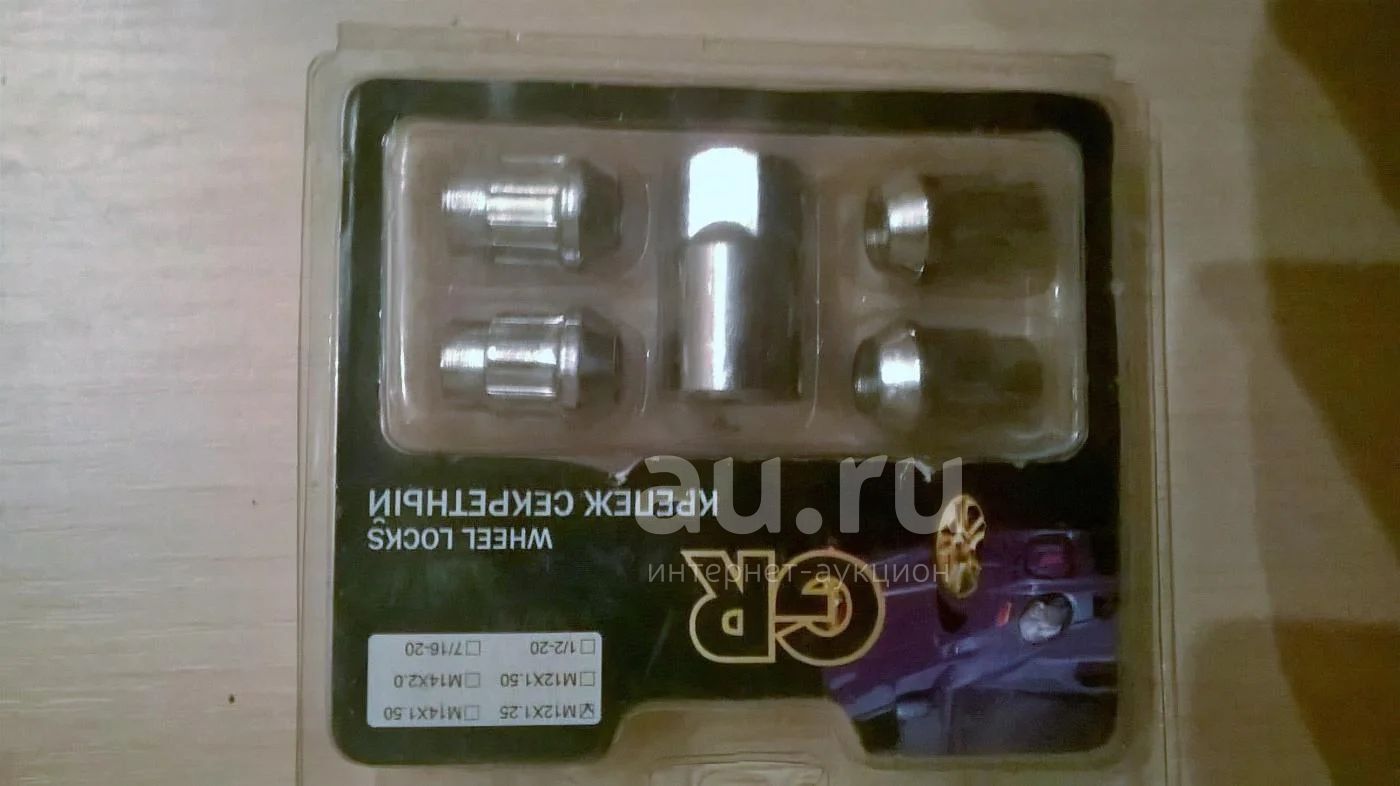 ☑M12X1.25 ☐M14X1.50
☐M12X1.50 ☐M14X2.0
☐1/2-20 ☐7/16-20
GR
WHEEL LOCKS
КРЕПЕЖ СЕКРЕТНЫЙ
au.ru
интернет-аукцион